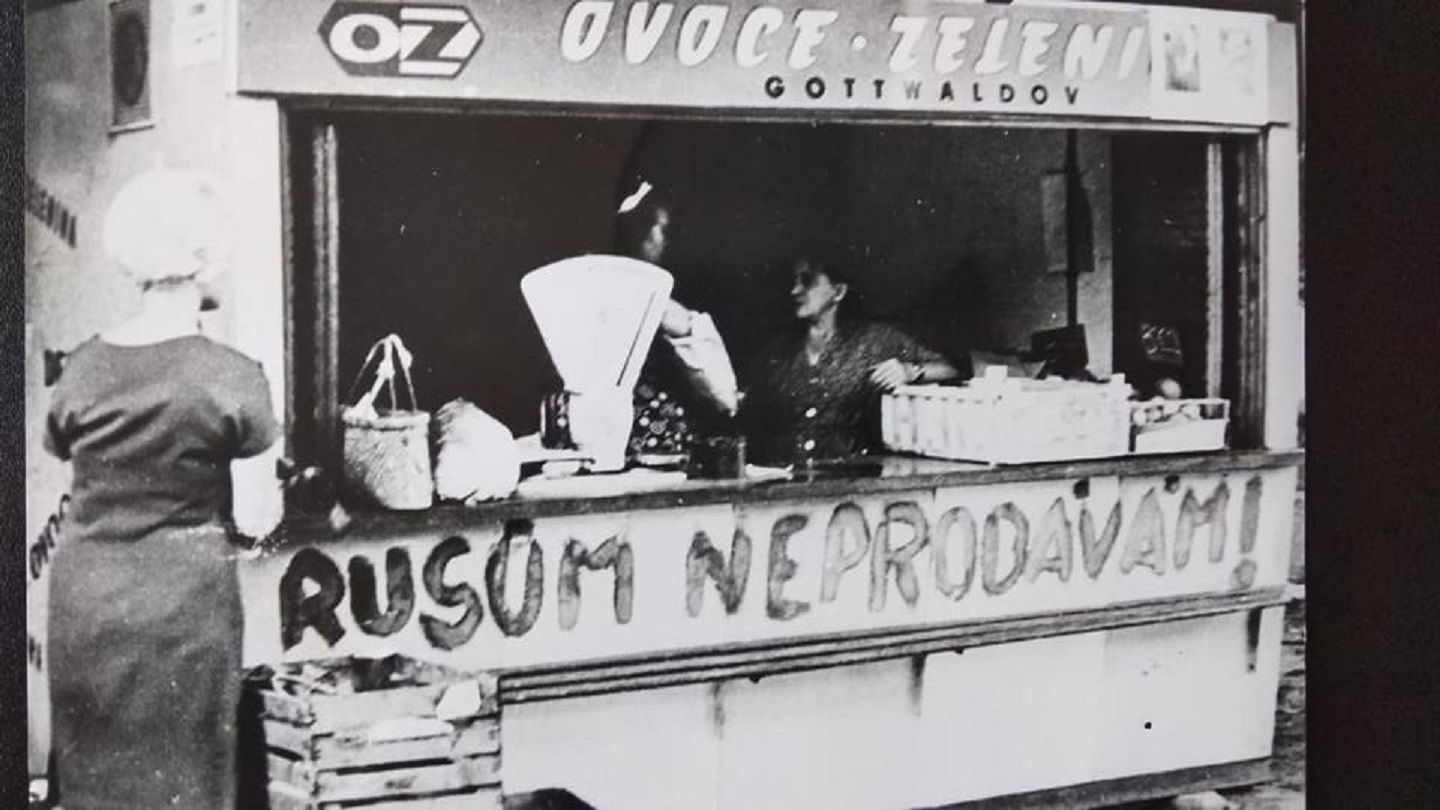 OZ OVOCE · ZELENI
GOTTWALDOV
RUSŮM NEPRODÁVÁM!